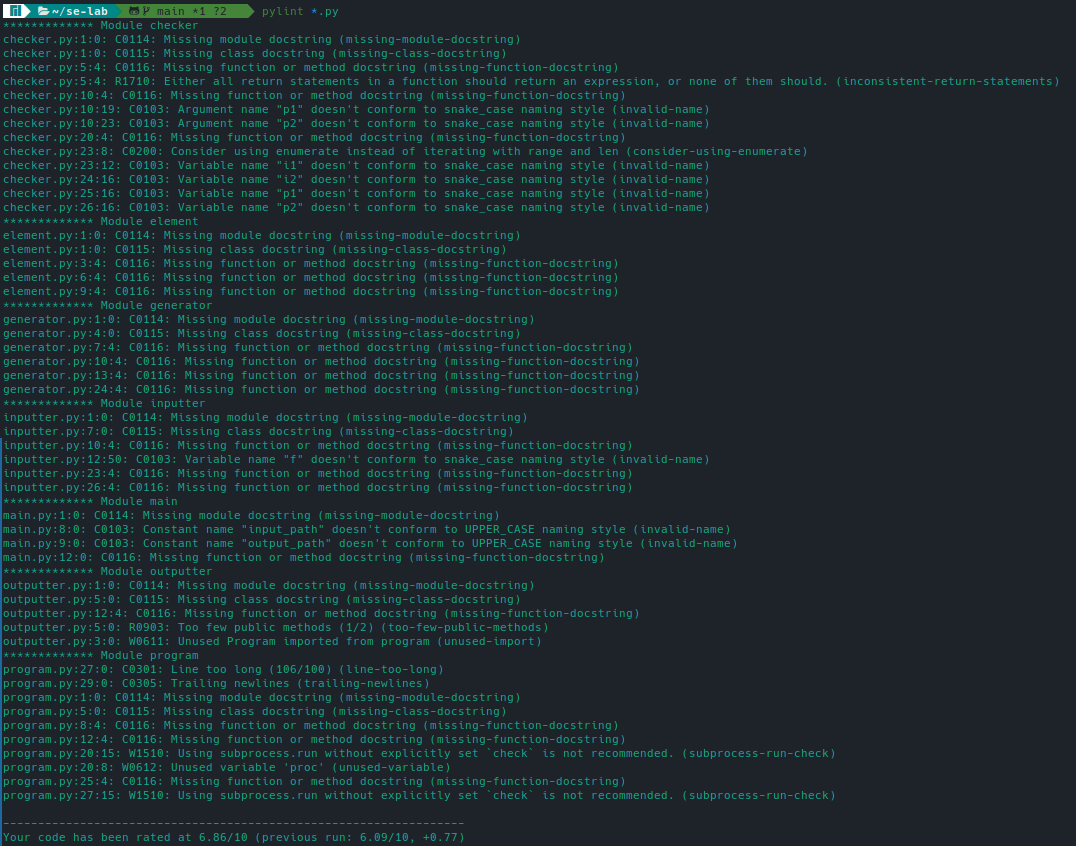 ~/se-lab main *1 ?2 pylint *.py
************* Module checker
checker.py:1:0: C0114: Missing module docstring (missing-module-docstring)
checker.py:1:0: C0115: Missing class docstring (missing-class-docstring)
checker.py:5:4: C0116: Missing function or method docstring (missing-function-docstring)
checker.py:5:4: R1710: Either all return statements in a function should return an expression, or none of them should. (inconsistent-return-statements)
checker.py:10:4: C0116: Missing function or method docstring (missing-function-docstring)
checker.py:10:19: C0103: Argument name "p1" doesn't conform to snake_case naming style (invalid-name)
checker.py:10:23: C0103: Argument name "p2" doesn't conform to snake_case naming style (invalid-name)
checker.py:20:4: C0116: Missing function or method docstring (missing-function-docstring)
checker.py:23:8: C0200: Consider using enumerate instead of iterating with range and len (consider-using-enumerate)
checker.py:23:12: C0103: Variable name "i1" doesn't conform to snake_case naming style (invalid-name)
checker.py:24:16: C0103: Variable name "i2" doesn't conform to snake_case naming style (invalid-name)
checker.py:25:16: C0103: Variable name "p1" doesn't conform to snake_case naming style (invalid-name)
checker.py:26:16: C0103: Variable name "p2" doesn't conform to snake_case naming style (invalid-name)
************* Module element
element.py:1:0: C0114: Missing module docstring (missing-module-docstring)
element.py:1:0: C0115: Missing class docstring (missing-class-docstring)
element.py:3:4: C0116: Missing function or method docstring (missing-function-docstring)
element.py:6:4: C0116: Missing function or method docstring (missing-function-docstring)
element.py:9:4: C0116: Missing function or method docstring (missing-function-docstring)
************* Module generator
generator.py:1:0: C0114: Missing module docstring (missing-module-docstring)
generator.py:4:0: C0115: Missing class docstring (missing-class-docstring)
generator.py:7:4: C0116: Missing function or method docstring (missing-function-docstring)
generator.py:10:4: C0116: Missing function or method docstring (missing-function-docstring)
generator.py:13:4: C0116: Missing function or method docstring (missing-function-docstring)
generator.py:24:4: C0116: Missing function or method docstring (missing-function-docstring)
************* Module inputter
inputter.py:1:0: C0114: Missing module docstring (missing-module-docstring)
inputter.py:7:0: C0115: Missing class docstring (missing-class-docstring)
inputter.py:10:4: C0116: Missing function or method docstring (missing-function-docstring)
inputter.py:12:50: C0103: Variable name "f" doesn't conform to snake_case naming style (invalid-name)
inputter.py:23:4: C0116: Missing function or method docstring (missing-function-docstring)
inputter.py:26:4: C0116: Missing function or method docstring (missing-function-docstring)
************* Module main
main.py:1:0: C0114: Missing module docstring (missing-module-docstring)
main.py:8:0: C0103: Constant name "input_path" doesn't conform to UPPER_CASE naming style (invalid-name)
main.py:9:0: C0103: Constant name "output_path" doesn't conform to UPPER_CASE naming style (invalid-name)
main.py:12:0: C0116: Missing function or method docstring (missing-function-docstring)
************* Module outputter
outputter.py:1:0: C0114: Missing module docstring (missing-module-docstring)
outputter.py:5:0: C0115: Missing class docstring (missing-class-docstring)
outputter.py:12:4: C0116: Missing function or method docstring (missing-function-docstring)
outputter.py:5:0: R0903: Too few public methods (1/2) (too-few-public-methods)
outputter.py:3:0: W0611: Unused Program imported from program (unused-import)
************* Module program
program.py:27:0: C0301: Line too long (106/100) (line-too-long)
program.py:29:0: C0305: Trailing newlines (trailing-newlines)
program.py:1:0: C0114: Missing module docstring (missing-module-docstring)
program.py:5:0: C0115: Missing class docstring (missing-class-docstring)
program.py:8:4: C0116: Missing function or method docstring (missing-function-docstring)
program.py:12:4: C0116: Missing function or method docstring (missing-function-docstring)
program.py:20:15: W1510: Using subprocess.run without explicitly set `check` is not recommended. (subprocess-run-check)
program.py:20:8: W0612: Unused variable 'proc' (unused-variable)
program.py:25:4: C0116: Missing function or method docstring (missing-function-docstring)
program.py:27:15: W1510: Using subprocess.run without explicitly set `check` is not recommended. (subprocess-run-check)
------------------------------------------------------------------
Your code has been rated at 6.86/10 (previous run: 6.09/10, +0.77)